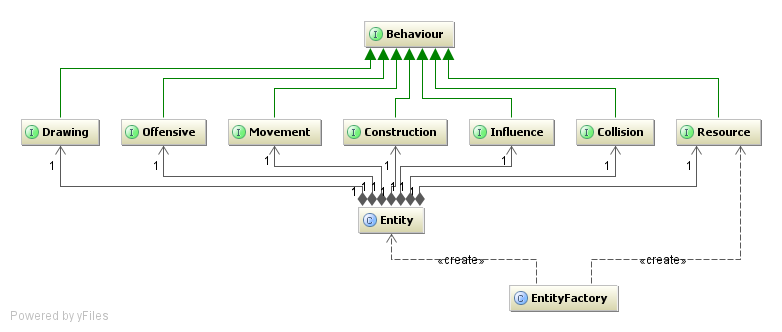 I Behaviour
I Drawing
I Offensive
I Movement
I Construction
I Influence
I Collision
I Resource
1 1 1 1 1 1 1
1 1 1 1 1 1 1
C Entity
«create» «create»
C EntityFactory
Powered by yFiles